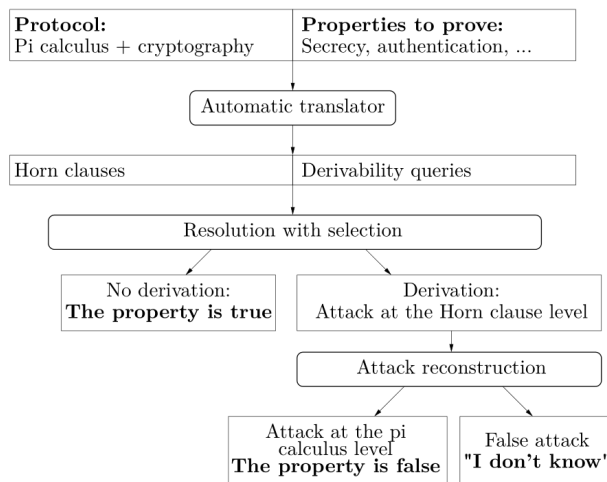 Protocol:
Pi calculus + cryptography
Properties to prove:
Secrecy, authentication, ...
Automatic translator
Horn clauses
Derivability queries
Resolution with selection
No derivation:
The property is true
Derivation:
Attack at the Horn clause level
Attack reconstruction
Attack at the pi
calculus level
The property is false
False attack
"I don't know"